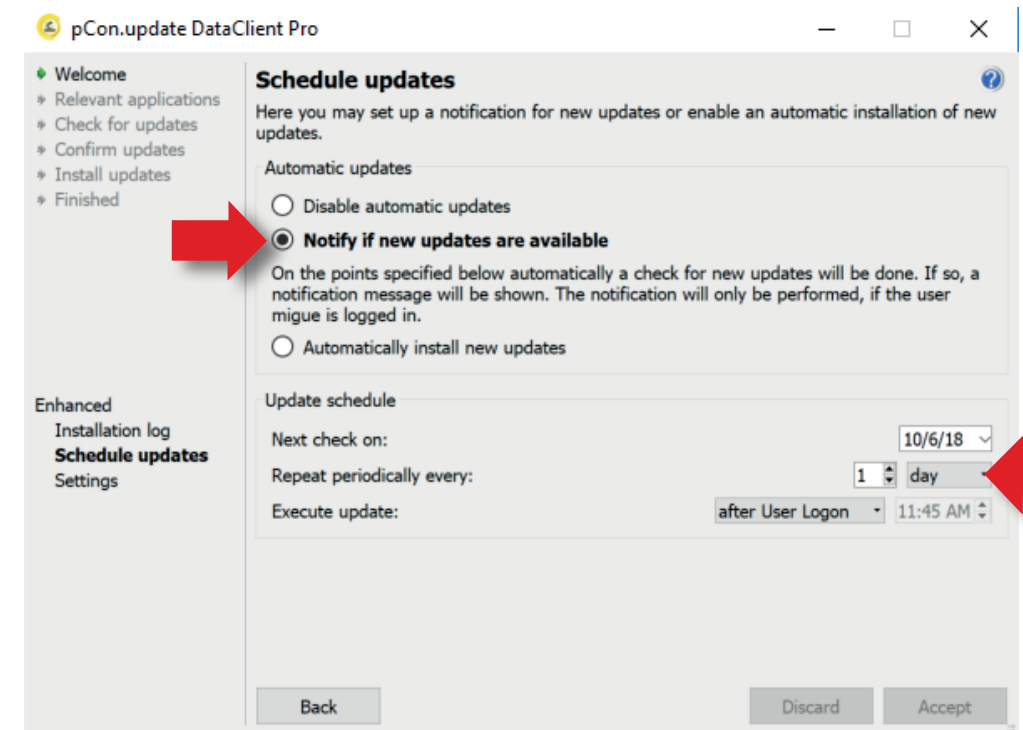 pCon.update DataClient Pro
Welcome
Relevant applications
Check for updates
Confirm updates
Install updates
Finished
Enhanced
Installation log
Schedule updates
Settings
Schedule updates
Here you may set up a notification for new updates or enable an automatic installation of new
updates.
Automatic updates
Disable automatic updates
Notify if new updates are available
On the points specified below automatically a check for new updates will be done. If so, a
notification message will be shown. The notification will only be performed, if the user
migue is logged in.
Automatically install new updates
Update schedule
Next check on: 10/6/18
Repeat periodically every: 1 day
Execute update: after User Logon 11:45 AM
Back Discard Accept